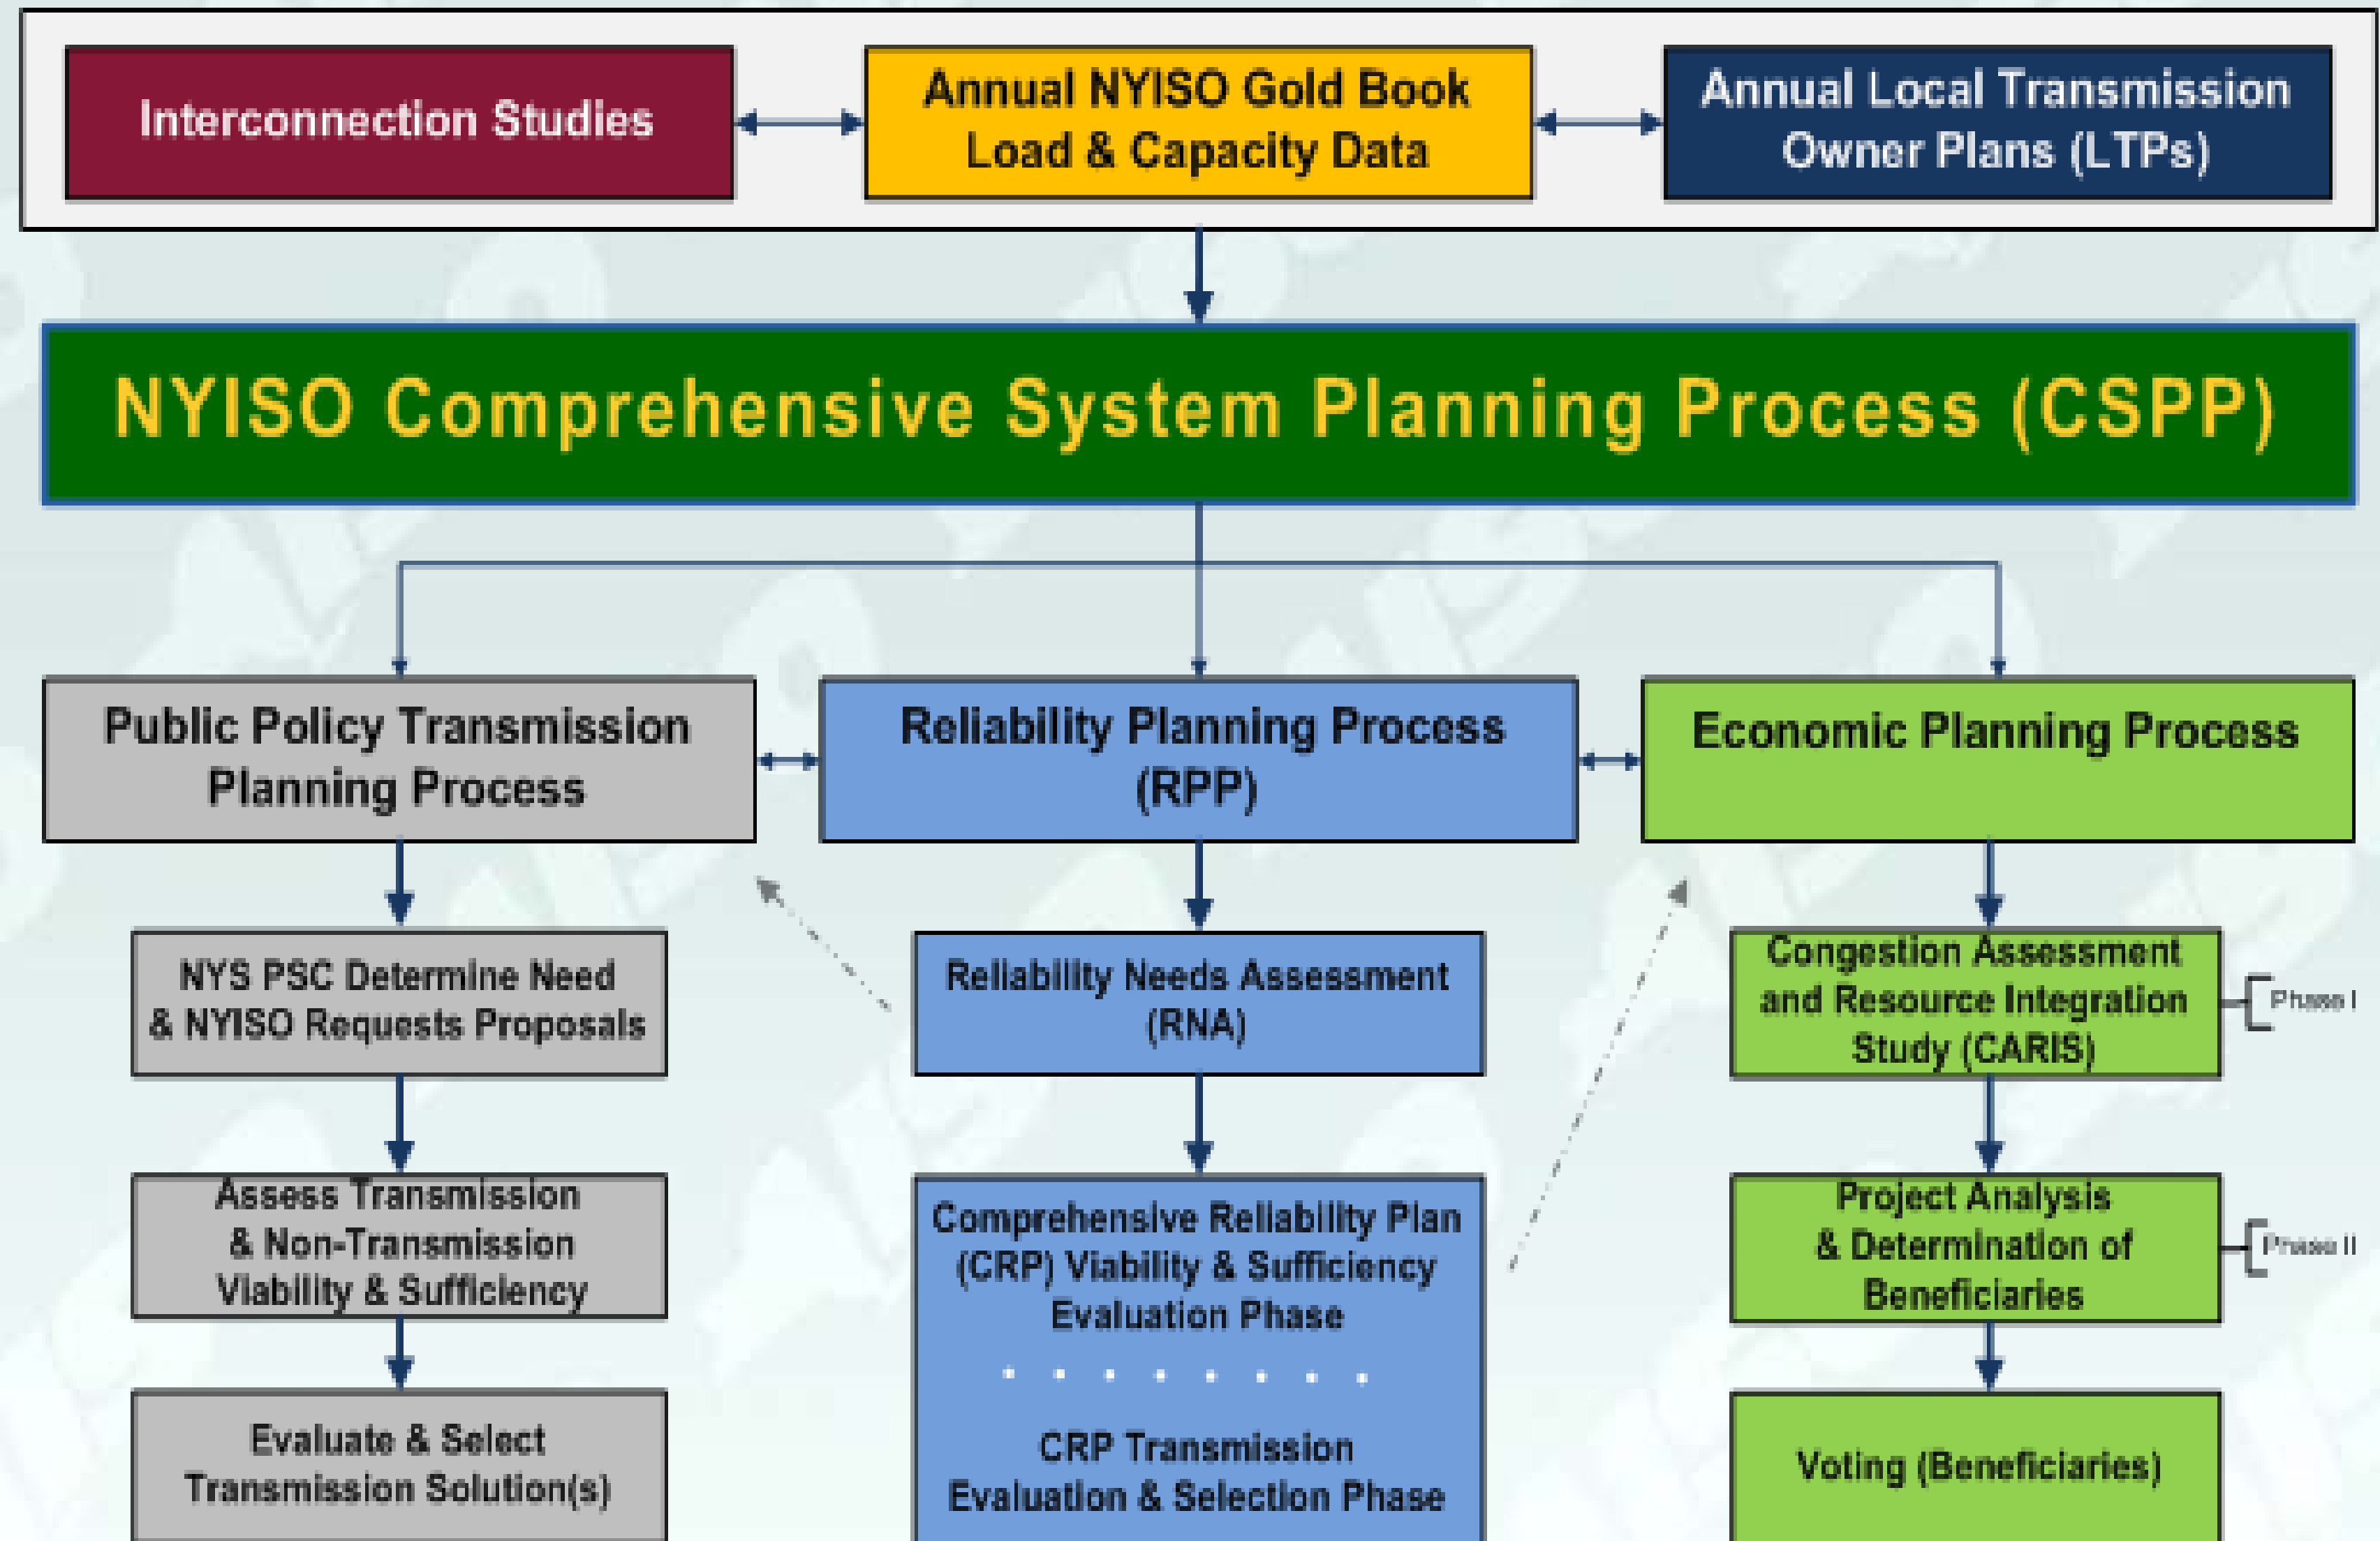 Interconnection Studies
Annual NYISO Gold Book
Load & Capacity Data
Annual Local Transmission
Owner Plans (LTPs)
NYISO Comprehensive System Planning Process (CSPP)
Public Policy Transmission
Planning Process
Reliability Planning Process
(RPP)
Economic Planning Process
NYS PSC Determine Need
& NYISO Requests Proposals
Reliability Needs Assessment
(RNA)
Congestion Assessment
and Resource Integration
Study (CARIS)
Phase I
Assess Transmission
& Non-Transmission
Viability & Sufficiency
Comprehensive Reliability Plan
(CRP) Viability & Sufficiency
Evaluation Phase
Project Analysis
& Determination of
Beneficiaries
Phase II
Evaluate & Select
Transmission Solution(s)
CRP Transmission
Evaluation & Selection Phase
Voting (Beneficiaries)